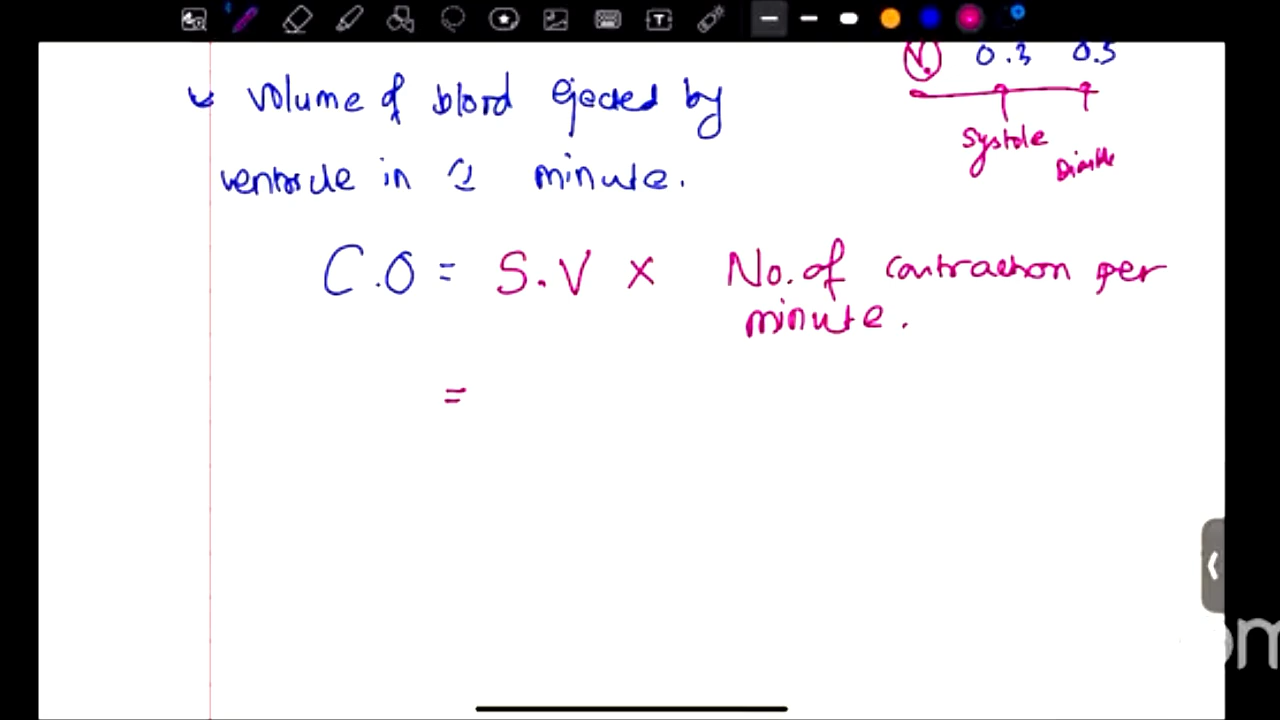 V. 0.3 0.5
Systole
Volume of blood ejected by
ventricle in 1 minute.
C.O = S.V × No. of contraction per
minute.
=
om